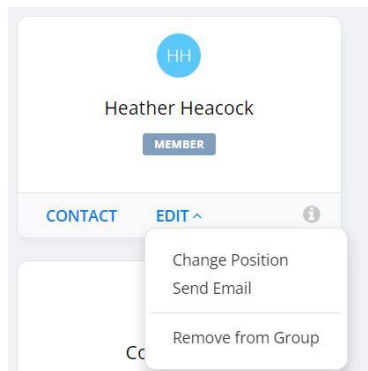 HH
Heather Heacock
MEMBER
CONTACT EDIT
Change Position
Send Email
Remove from Group